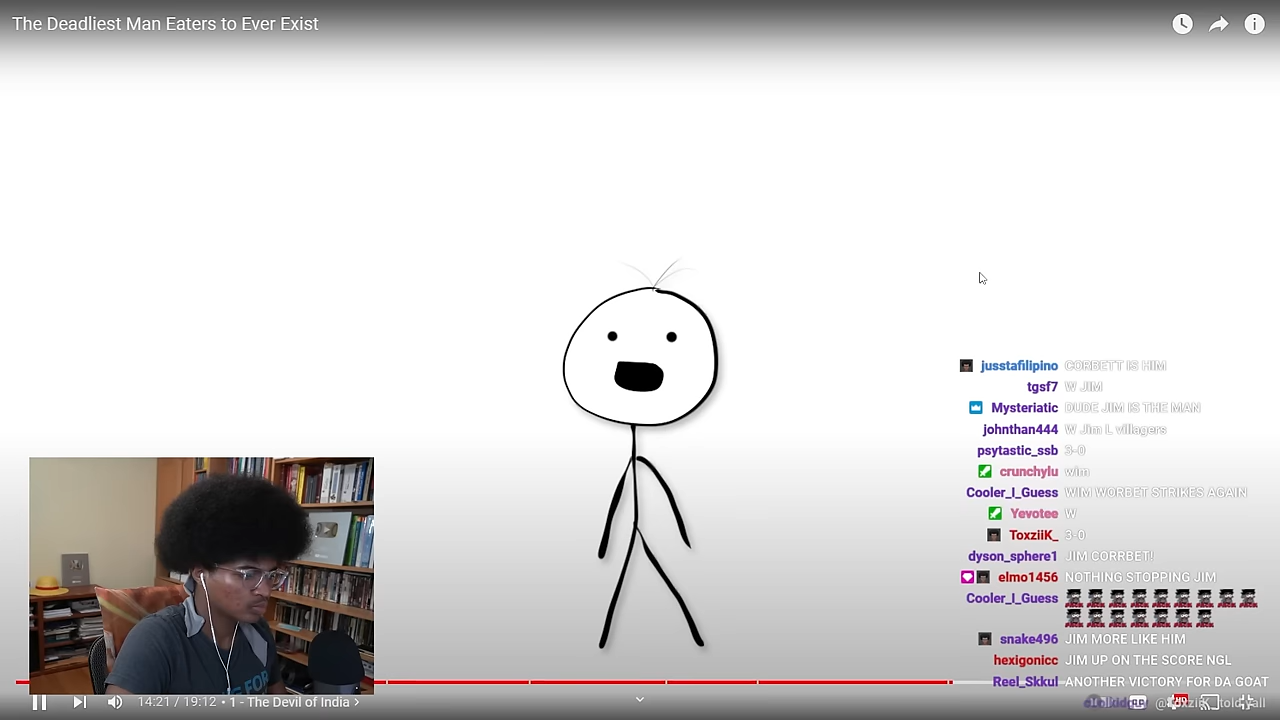 The Deadliest Man Eaters to Ever Exist
jusstafilipino CORBETT IS HIM
tgsf7 W JIM
Mysteriatic DUDE JIM IS THE MAN
johnthan444 W Jim L villagers
psytastic_ssb 3-0
crunchylu wim
Cooler_I_Guess WIM WORBET STRIKES AGAIN
Yevotee W
ToxziiK_ 3-0
dyson_sphere1 JIM CORRBET!
elmo1456 NOTHING STOPPING JIM
Cooler_I_Guess
snake496 JIM MORE LIKE HIM
hexigonicc JIM UP ON THE SCORE NGL
Reel_Skkul ANOTHER VICTORY FOR DA GOAT
14:21 / 19:12 • 1 - The Devil of India